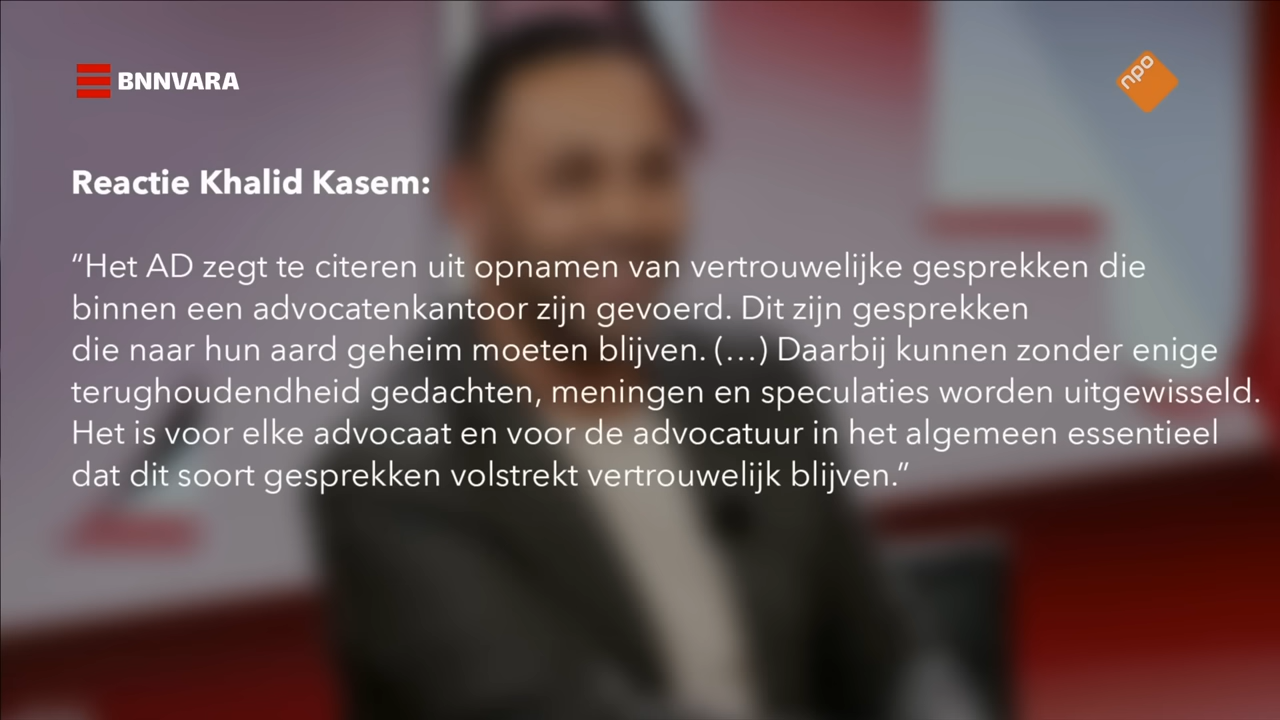 BNNVARA
npo
Reactie Khalid Kasem:
“Het AD zegt te citeren uit opnamen van vertrouwelijke gesprekken die
binnen een advocatenkantoor zijn gevoerd. Dit zijn gesprekken
die naar hun aard geheim moeten blijven. (…) Daarbij kunnen zonder enige
terughoudendheid gedachten, meningen en speculaties worden uitgewisseld.
Het is voor elke advocaat en voor de advocatuur in het algemeen essentieel
dat dit soort gesprekken volstrekt vertrouwelijk blijven.”